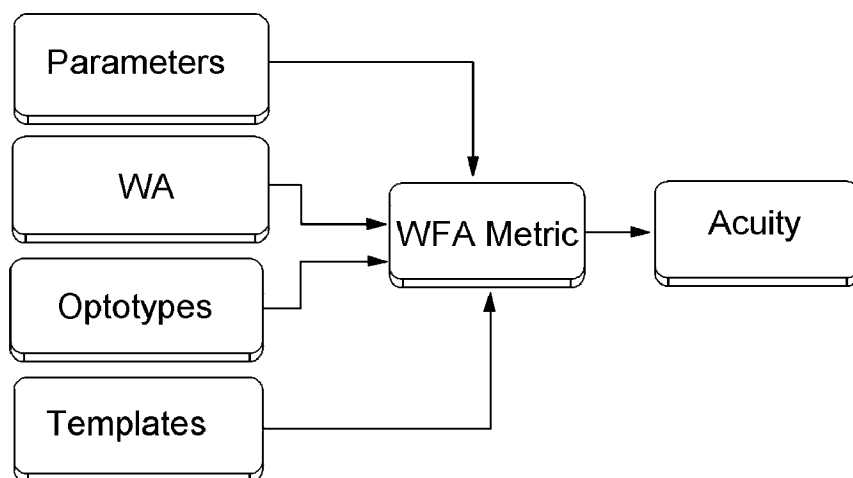 Parameters
WA
Optotypes
Templates
WFA Metric
Acuity